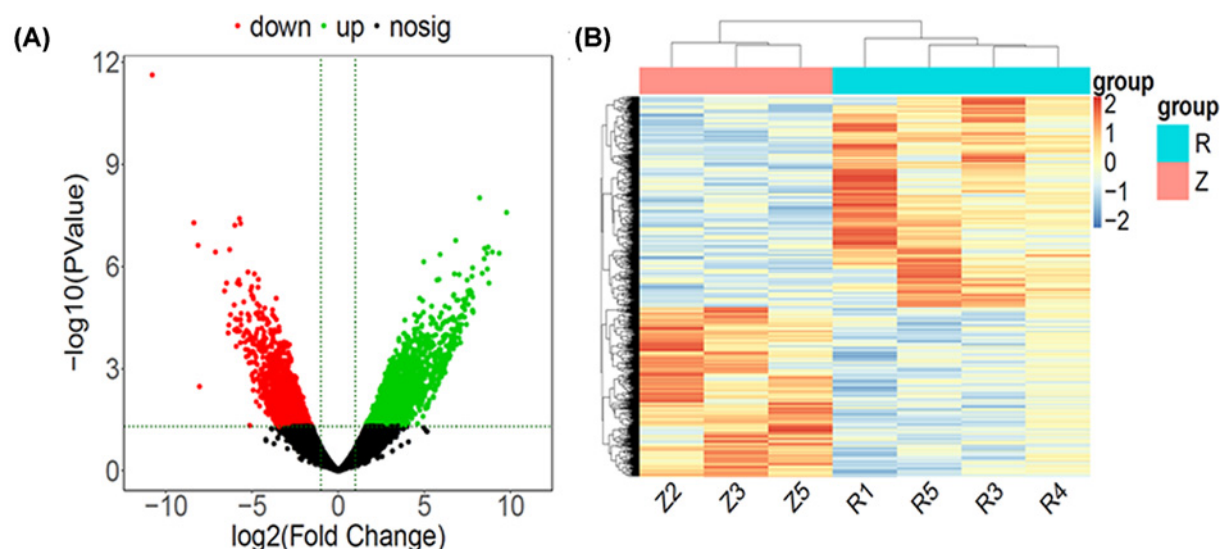 (A)
down up nosig
12
9
6
3
0
−log10(PValue)
−10 −5 0 5 10
log2(Fold Change)
(B)
group
2
1
0
−1
−2
group
R
Z
Z2 Z3 Z5 R1 R5 R3 R4